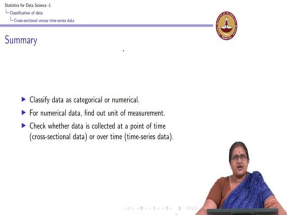 Statistics for Data Science -1
Classification of data
Cross-sectional versus time-series data
Summary
Classify data as categorical or numerical.
For numerical data, find out unit of measurement.
Check whether data is collected at a point of time
(cross-sectional data) or over time (time-series data).